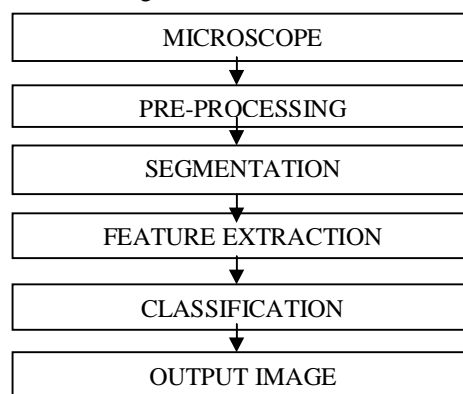 MICROSCOPE
PRE-PROCESSING
SEGMENTATION
FEATURE EXTRACTION
CLASSIFICATION
OUTPUT IMAGE